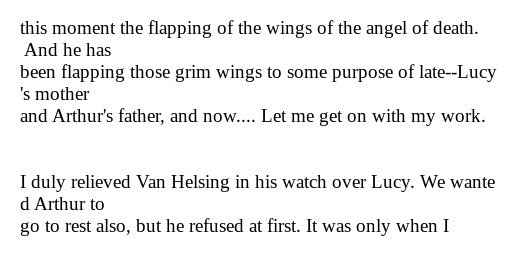 this moment the flapping of the wings of the angel of death.
And he has
been flapping those grim wings to some purpose of late--Lucy
's mother
and Arthur's father, and now.... Let me get on with my work.
I duly relieved Van Helsing in his watch over Lucy. We wante
d Arthur to
go to rest also, but he refused at first. It was only when I